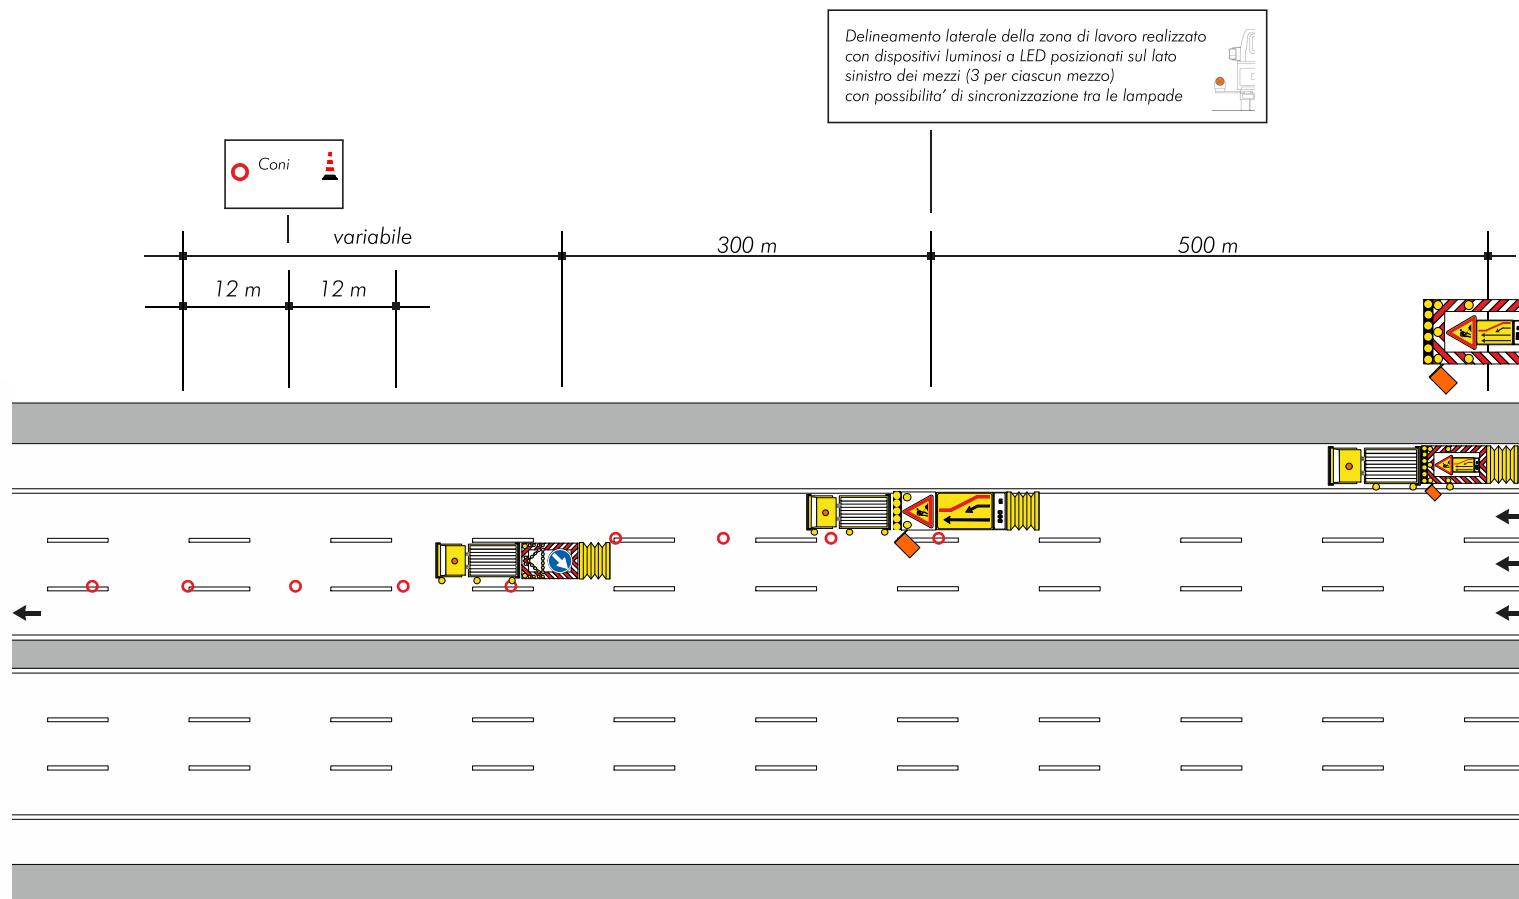 Delineamento laterale della zona di lavoro realizzato
con dispositivi luminosi a LED posizionati sul lato
sinistro dei mezzi (3 per ciascun mezzo)
con possibilita' di sincronizzazione tra le lampade
Coni
variabile
300 m
500 m
12 m
12 m